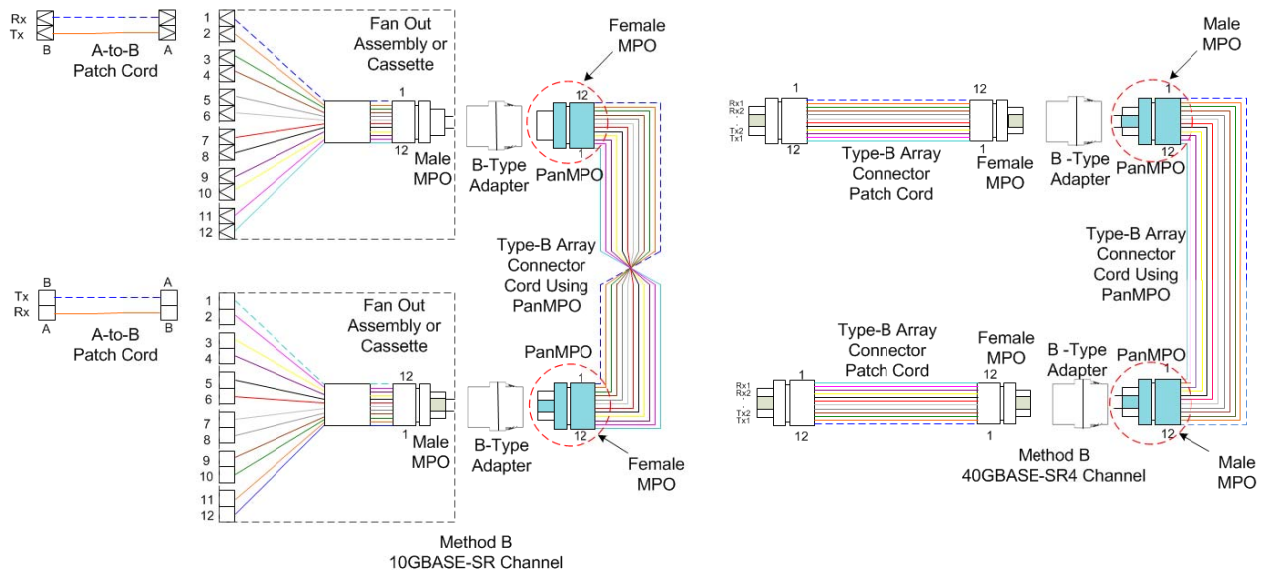 Rx
Tx
B
A
A-to-B
Patch Cord
1
2
3
4
5
6
7
8
9
10
11
12
Fan Out
Assembly or
Cassette
1
12
Male
MPO
B-Type
Adapter
Female
MPO
12
1
PanMPO
Type-B Array
Connector
Cord Using
PanMPO
B
A
Tx
Rx
A
B
A-to-B
Patch Cord
1
2
3
4
5
6
7
8
9
10
11
12
Fan Out
Assembly or
Cassette
12
1
Male
MPO
B-Type
Adapter
PanMPO
1
12
Female
MPO
Method B
10GBASE-SR Channel
Rx1
Rx2
Tx2
Tx1
1
12
12
1
Type-B Array
Connector
Patch Cord
Female
MPO
B -Type
Adapter
Male
MPO
1
12
PanMPO
Type-B Array
Connector
Cord Using
PanMPO
Type-B Array
Connector
Patch Cord
Female
MPO
Rx1
Rx2
Tx2
Tx1
1
12
12
1
B -Type
Adapter
PanMPO
1
12
Male
MPO
Method B
40GBASE-SR4 Channel